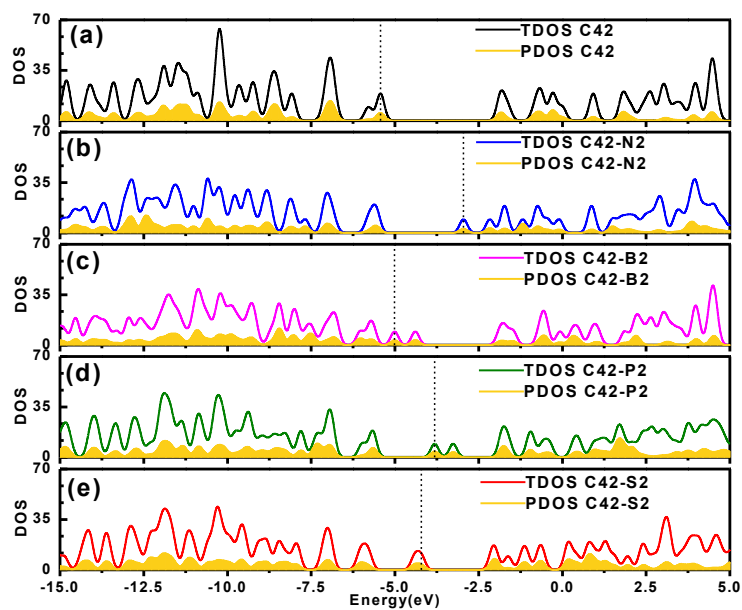 70
(a)
TDOS C42
PDOS C42
35
DOS
0
70
(b)
TDOS C42-N2
PDOS C42-N2
35
DOS
0
70
(c)
TDOS C42-B2
PDOS C42-B2
35
DOS
0
70
(d)
TDOS C42-P2
PDOS C42-P2
35
DOS
0
70
(e)
TDOS C42-S2
PDOS C42-S2
35
DOS
0
-15.0 -12.5 -10.0 -7.5 -5.0 -2.5 0.0 2.5 5.0
Energy(eV)